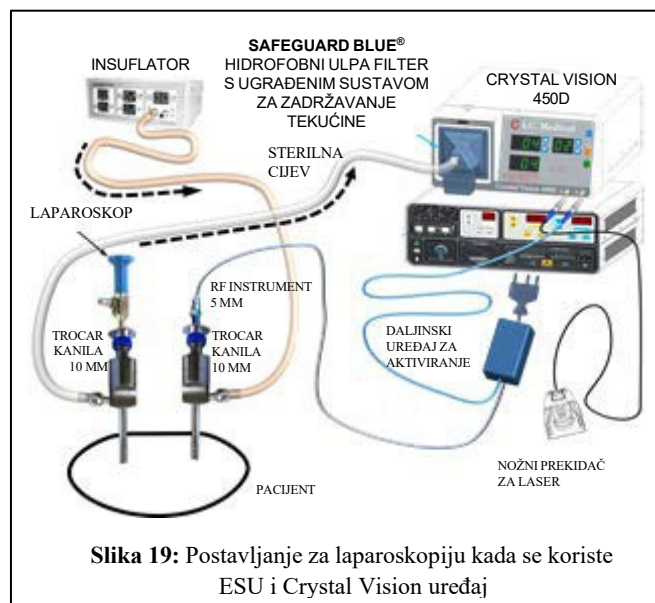 INSUFLATOR
SAFEGUARD BLUE®
HIDROFOBNI ULPA FILTER
S UGRAĐENIM SUSTAVOM
ZA ZADRŽAVANJE
TEKUĆINE
CRYSTAL VISION
450D
STERILNA
CIJEV
LAPAROSKOP
RF INSTRUMENT
5 MM
TROCAR
KANILA
10 MM
TROCAR
KANILA
10 MM
DALJINSKI
UREĐAJ ZA
AKTIVIRANJE
NOŽNI PREKIDAČ
ZA LASER
PACIJENT
Slika 19: Postavljanje za laparoskopiju kada se koriste
ESU i Crystal Vision uređaj